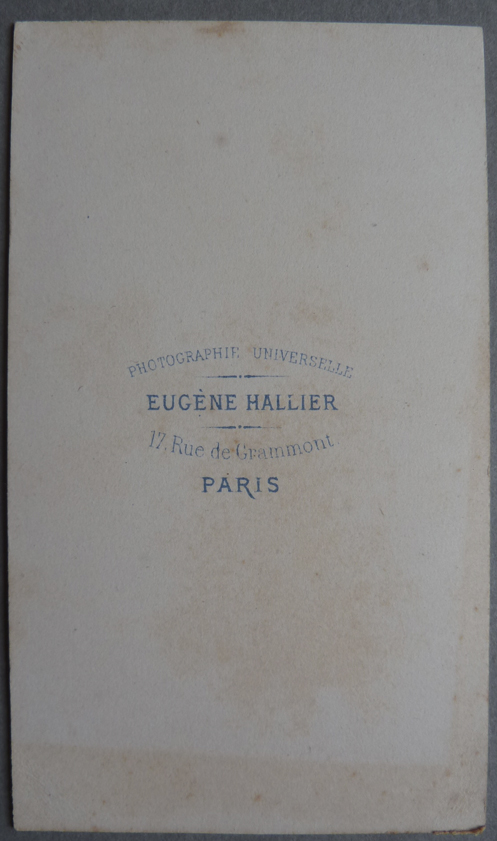 PHOTOGRAPHIE UNIVERSELLE
EUGÈNE HALLIER
17, Rue de Grammont
PARIS